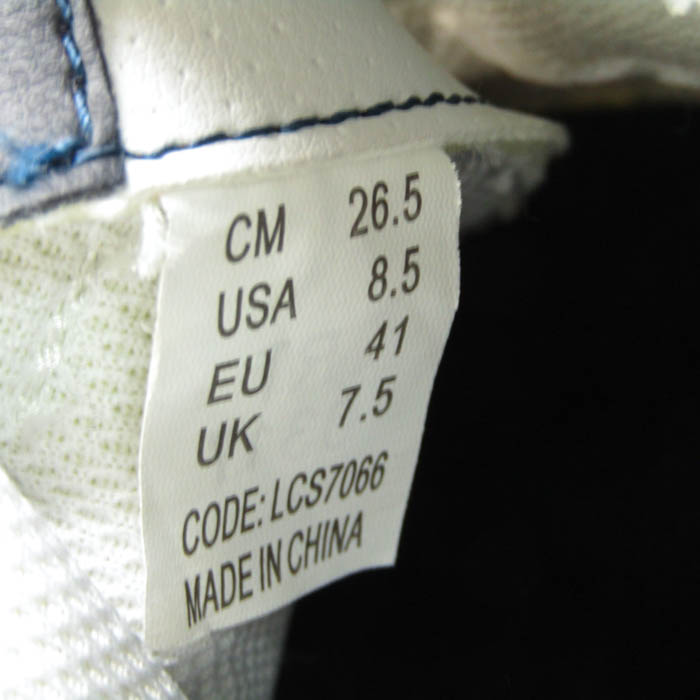 CM 26.5
USA 8.5
EU 41
UK 7.5
CODE: LCS7066
MADE IN CHINA